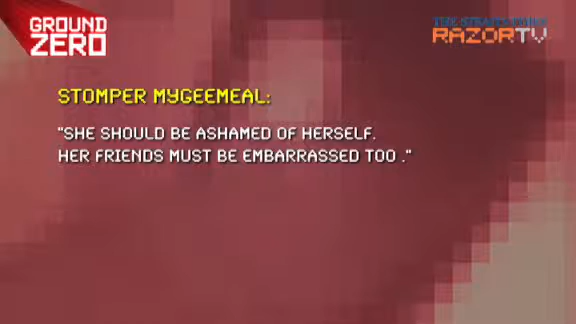 GROUND
ZERO
THE STRAITS TIMES
RAZORTV
STOMPER MYGEEMEAL:
"SHE SHOULD BE ASHAMED OF HERSELF.
HER FRIENDS MUST BE EMBARRASSED TOO ."